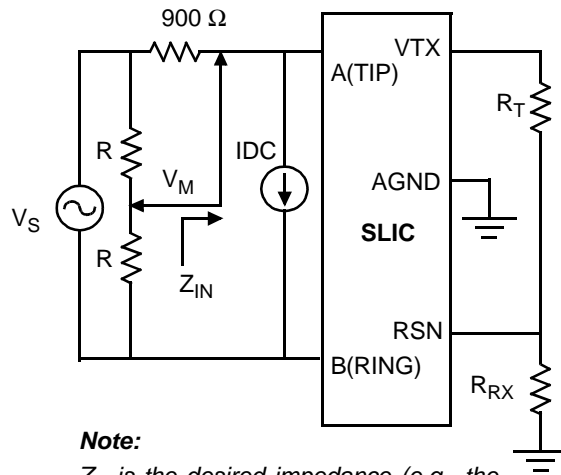 900 Ω
VTX
A(TIP)
R_T
R
IDC
V_M
AGND
V_S
SLIC
R
Z_IN
RSN
B(RING)
R_RX
Note: